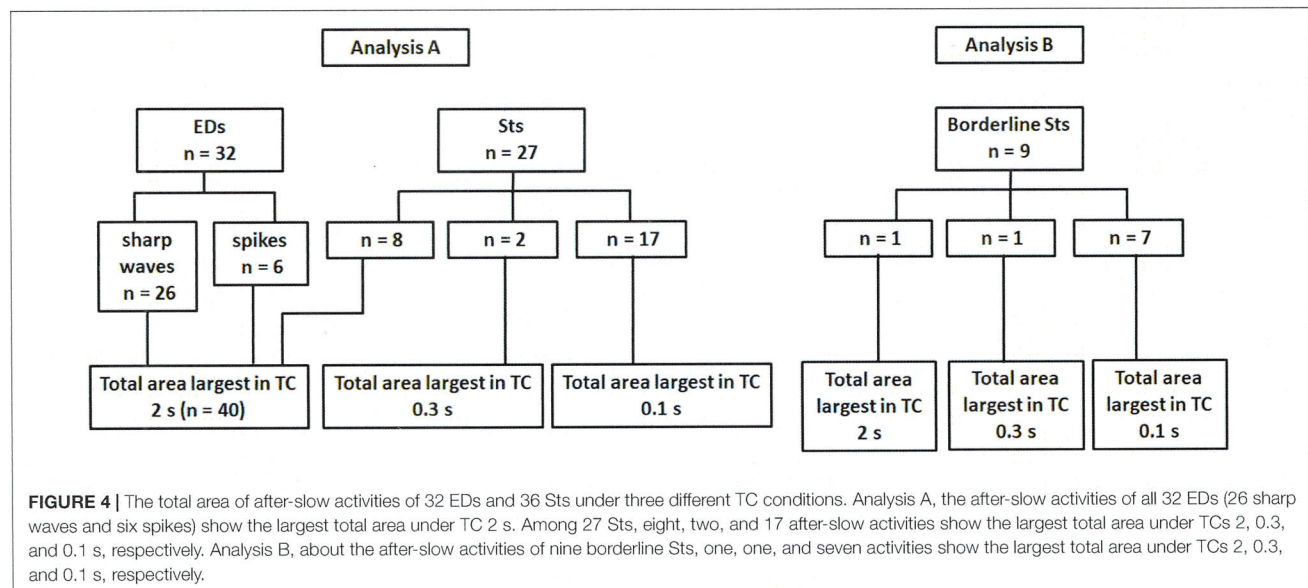 Analysis A
Analysis B
EDs
n = 32
Sts
n = 27
Borderline Sts
n = 9
sharp
waves
n = 26
spikes
n = 6
n = 8
n = 2
n = 17
n = 1
n = 1
n = 7
Total area largest in TC
2 s (n = 40)
Total area largest in TC
0.3 s
Total area largest in TC
0.1 s
Total area
largest in TC
2 s
Total area
largest in TC
0.3 s
Total area
largest in TC
0.1 s
FIGURE 4 | The total area of after-slow activities of 32 EDs and 36 Sts under three different TC conditions. Analysis A, the after-slow activities of all 32 EDs (26 sharp
waves and six spikes) show the largest total area under TC 2 s. Among 27 Sts, eight, two, and 17 after-slow activities show the largest total area under TCs 2, 0.3,
and 0.1 s, respectively. Analysis B, about the after-slow activities of nine borderline Sts, one, one, and seven activities show the largest total area under TCs 2, 0.3,
and 0.1 s, respectively.